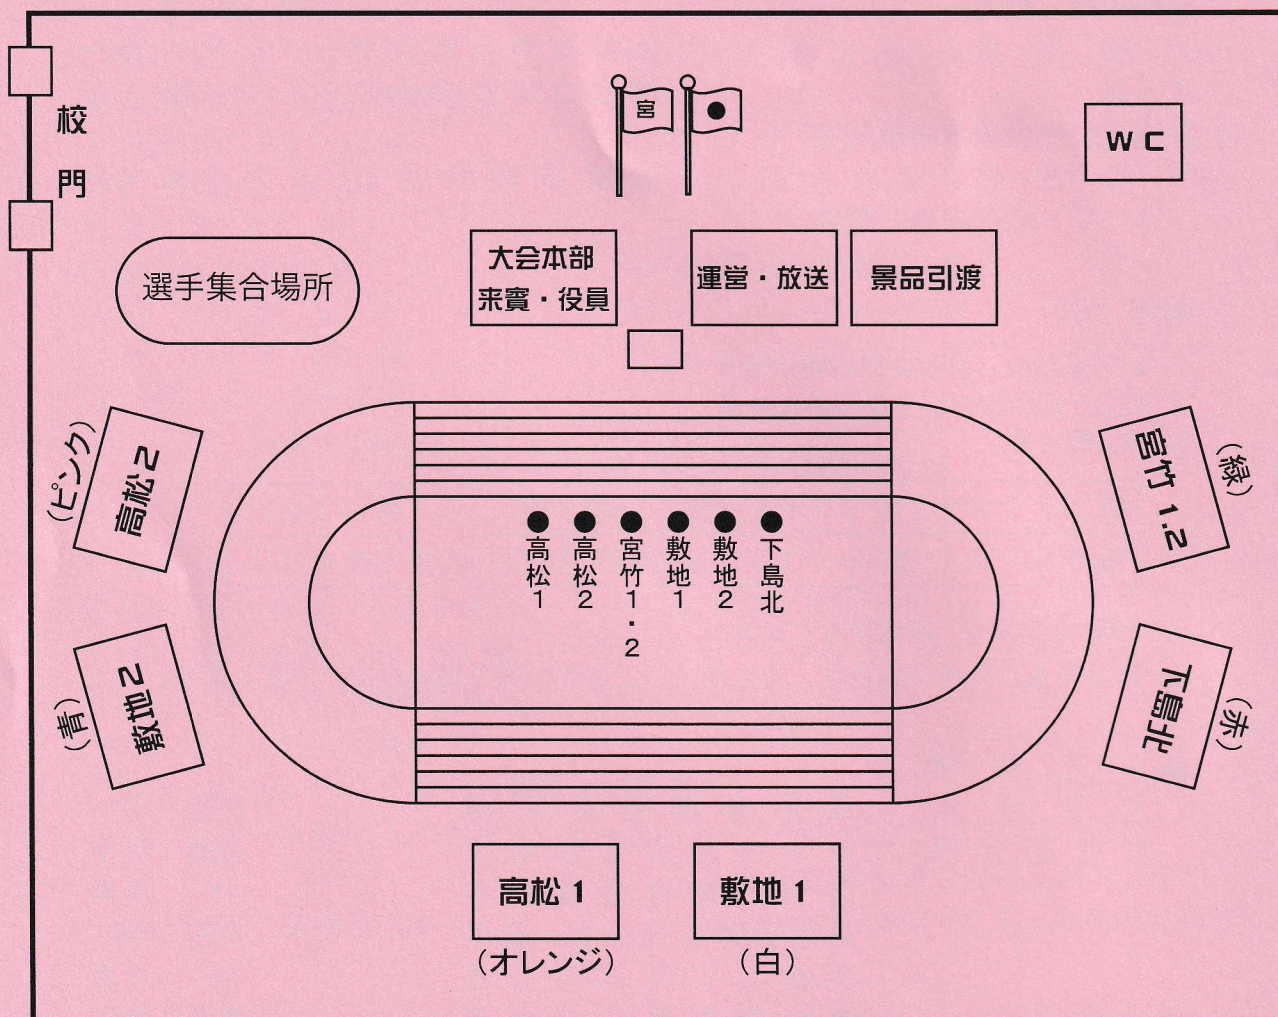 校門
宮
WC
選手集合場所
大会本部
来賓・役員
運営・放送
景品引渡
高松2
(ピンク)
宮竹1.2
(緑)
高松1
高松2
宮竹1・2
敷地1
敷地2
下島北
敷地2
(青)
下島北
(赤)
高松1
(オレンジ)
敷地1
(白)